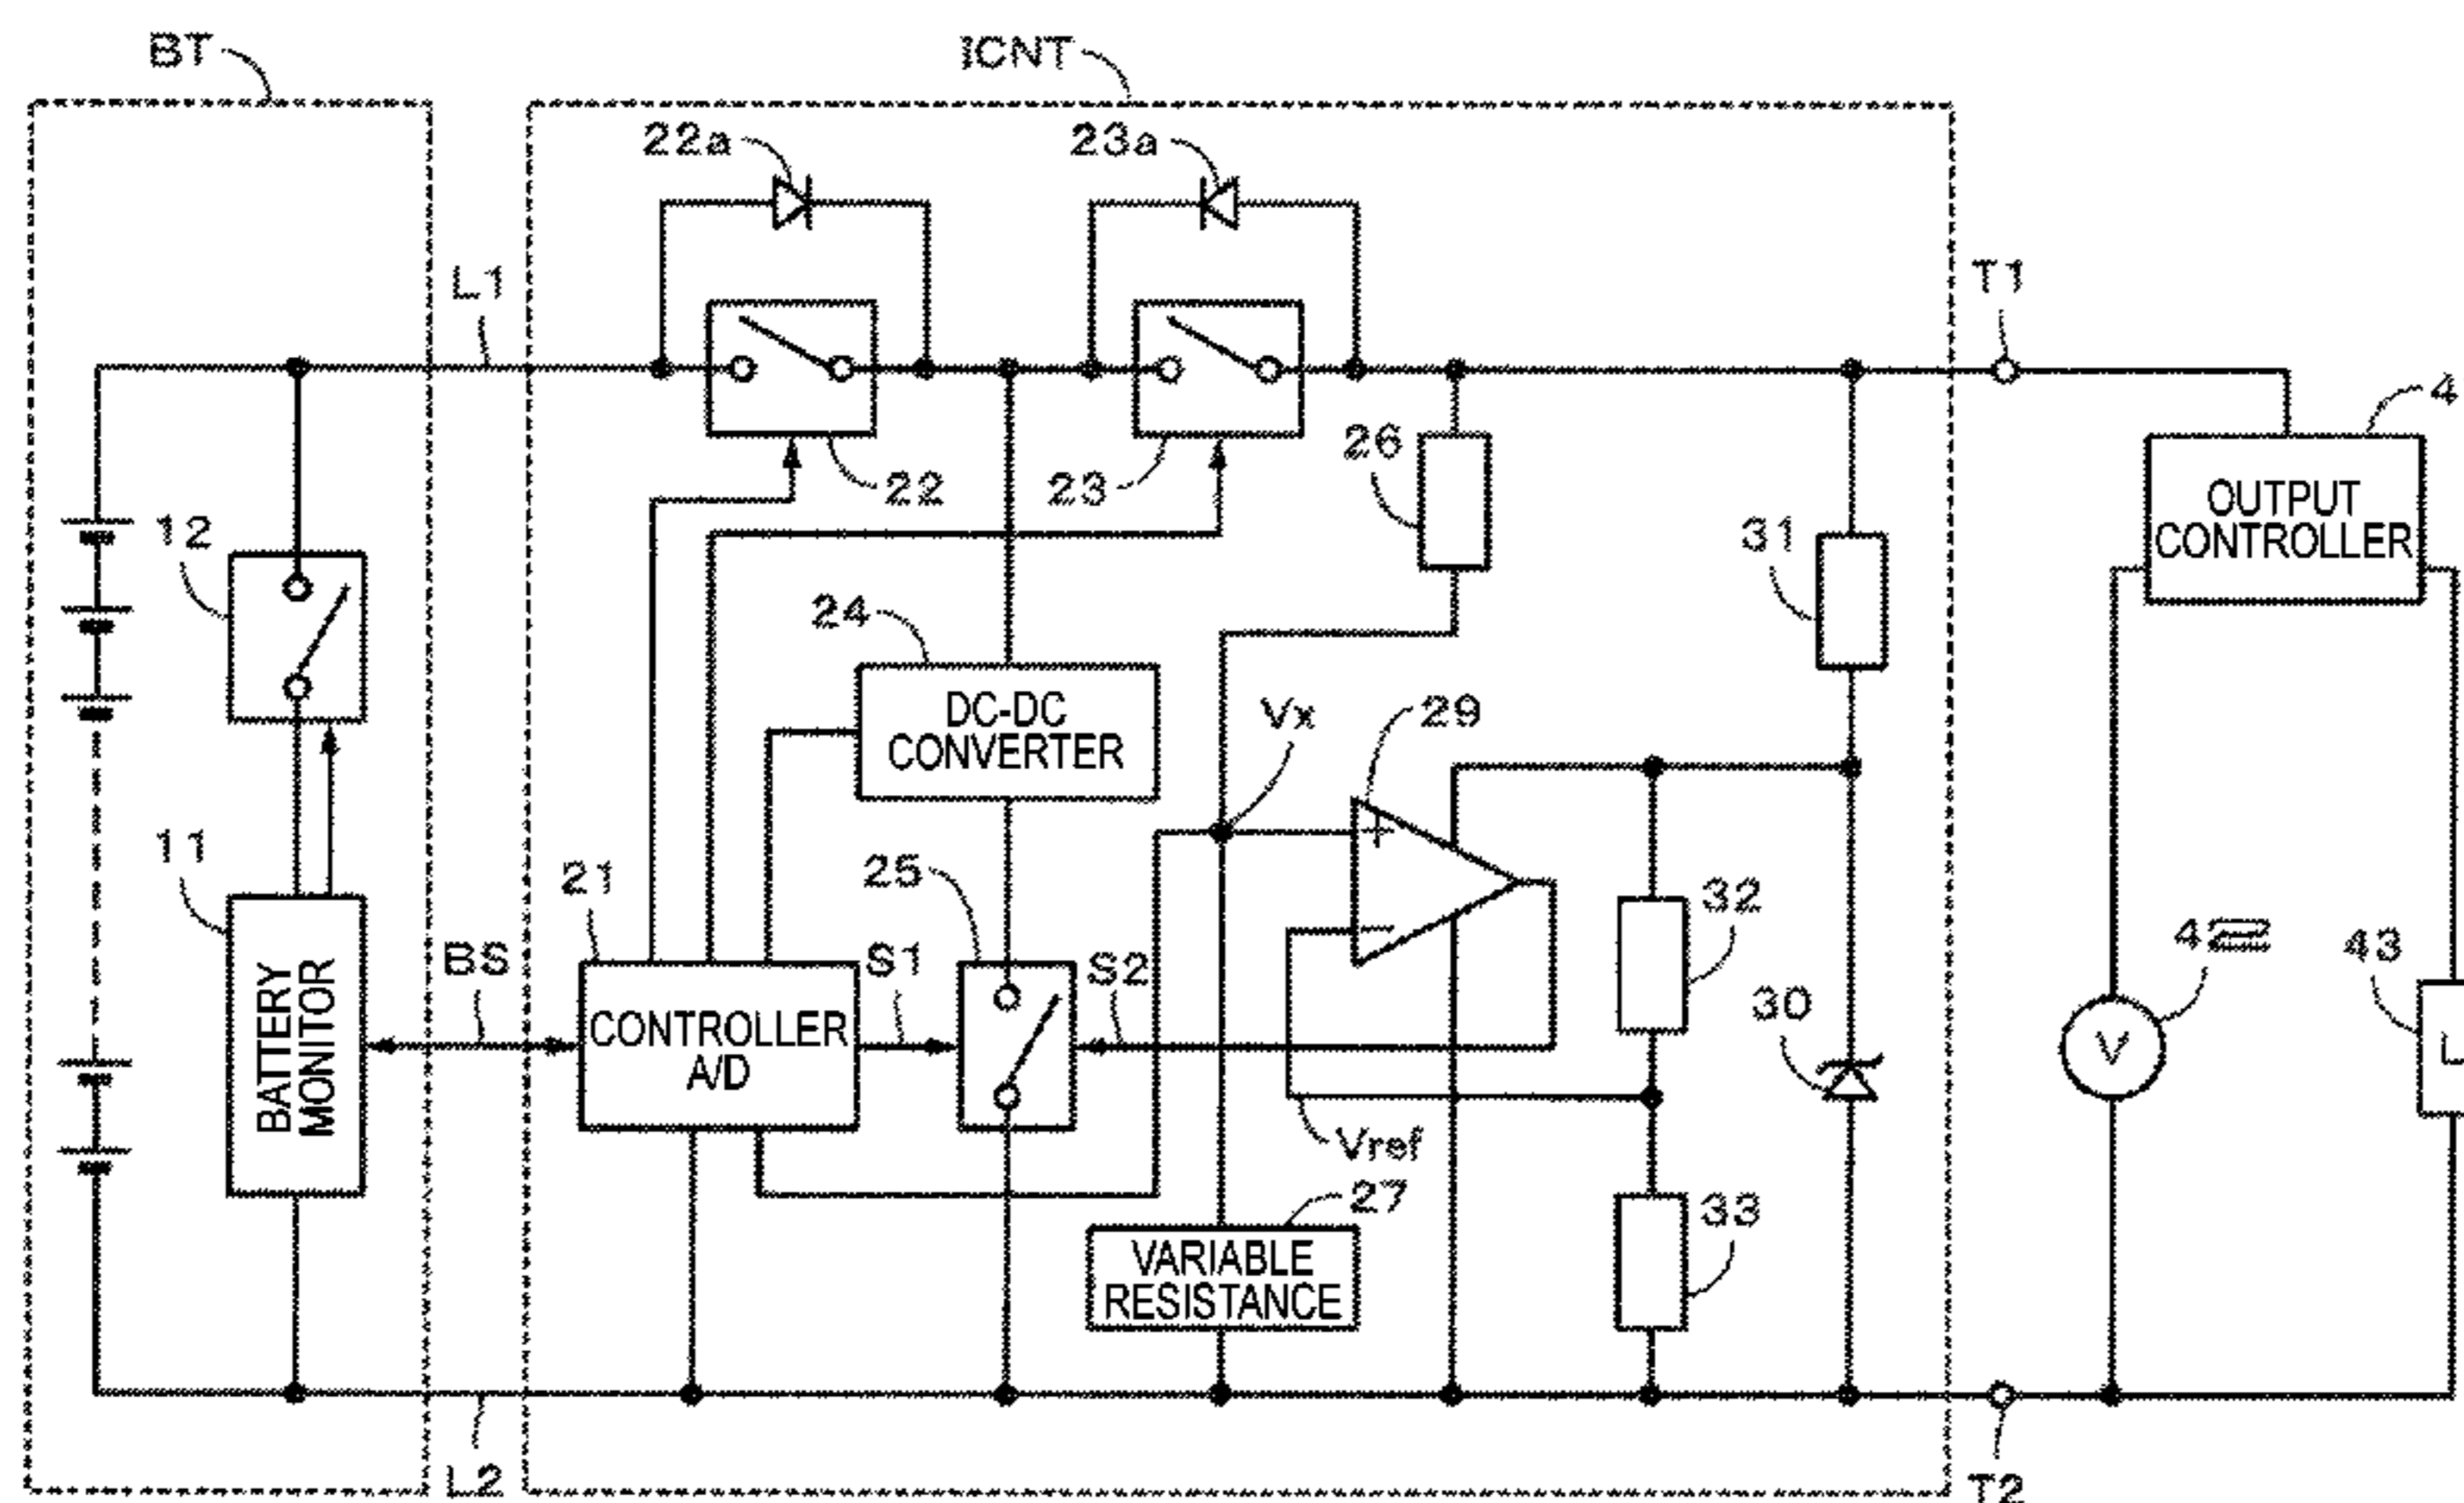 BT
ICNT
22a
23a
L1
T1
4
22
23
26
OUTPUT
CONTROLLER
12
31
24
DC-DC
CONVERTER
Vx
29
11
21
25
32
BATTERY
MONITOR
BS
CONTROLLER
A/D
S1
S2
+
−
30
42
V
43
L
Vref
27
33
VARIABLE
RESISTANCE
L2
T2